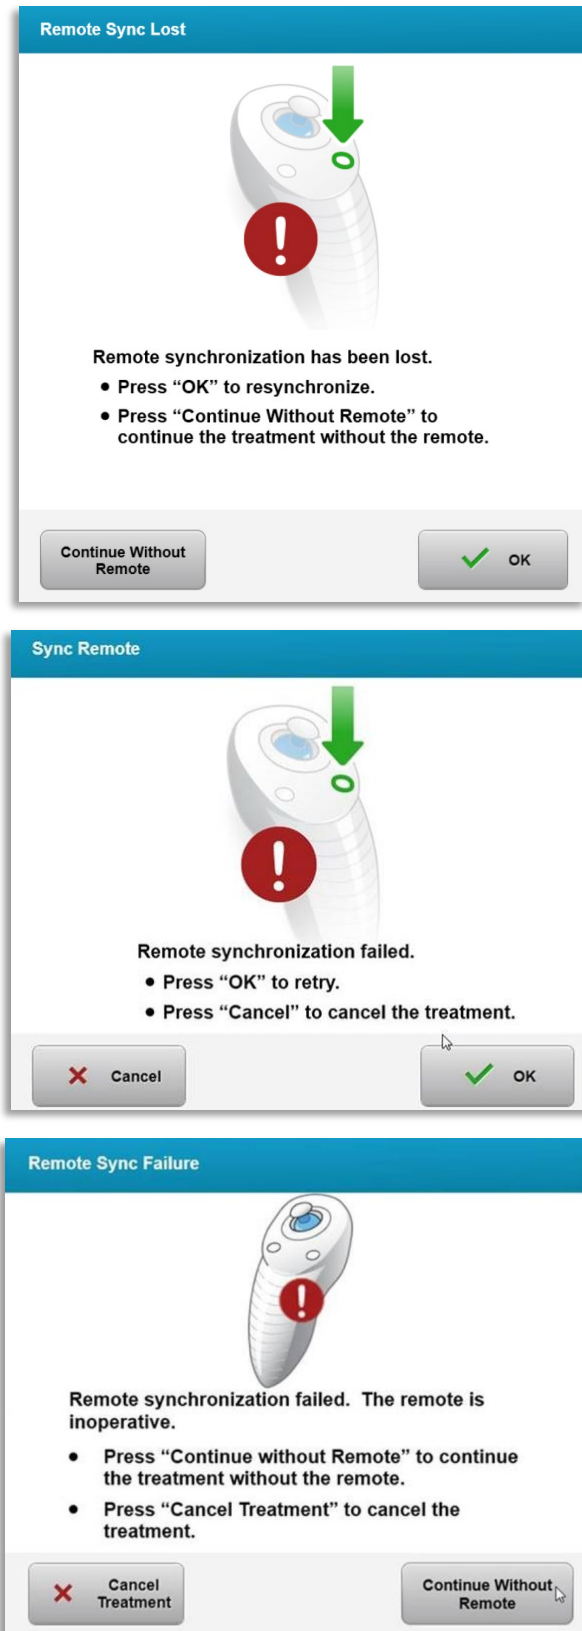 Remote Sync Lost
Remote synchronization has been lost.
• Press “OK” to resynchronize.
• Press “Continue Without Remote” to
continue the treatment without the remote.
Continue Without
Remote
OK
Sync Remote
Remote synchronization failed.
• Press “OK” to retry.
• Press “Cancel” to cancel the treatment.
Cancel
OK
Remote Sync Failure
Remote synchronization failed. The remote is
inoperative.
• Press “Continue without Remote” to continue
the treatment without the remote.
• Press “Cancel Treatment” to cancel the
treatment.
Cancel
Treatment
Continue Without
Remote